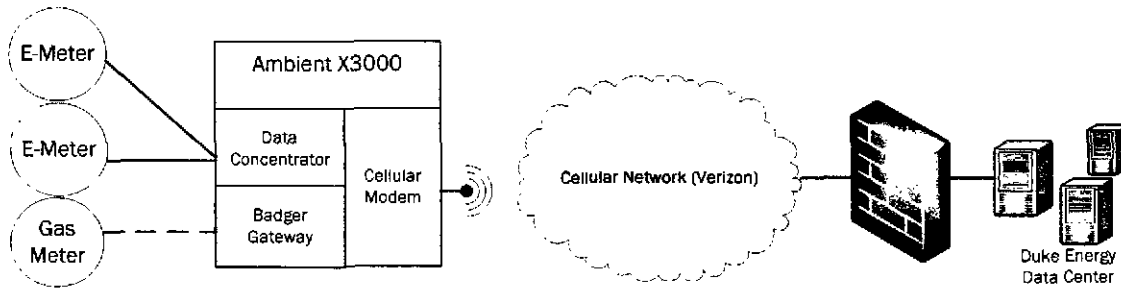 E-Meter
E-Meter
Gas
Meter
Ambient X3000
Data
Concentrator
Badger
Gateway
Cellular
Modem
Cellular Network (Verizon)
Duke Energy
Data Center